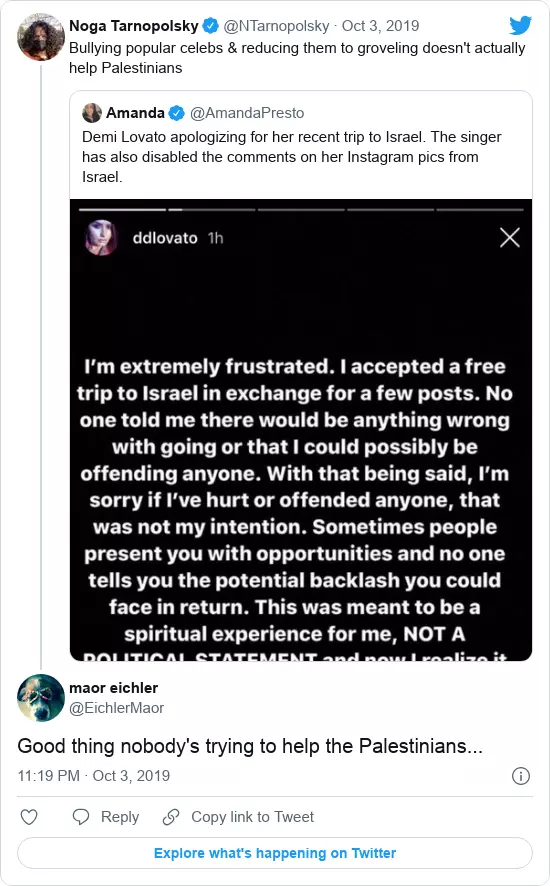 Noga Tarnopolsky @NTarnopolsky · Oct 3, 2019
Bullying popular celebs & reducing them to groveling doesn't actually
help Palestinians
Amanda @AmandaPresto
Demi Lovato apologizing for her recent trip to Israel. The singer
has also disabled the comments on her Instagram pics from
Israel.
ddlovato 1h
I'm extremely frustrated. I accepted a free
trip to Israel in exchange for a few posts. No
one told me there would be anything wrong
with going or that I could possibly be
offending anyone. With that being said, I'm
sorry if I've hurt or offended anyone, that
was not my intention. Sometimes people
present you with opportunities and no one
tells you the potential backlash you could
face in return. This was meant to be a
spiritual experience for me, NOT A
POLITICAL STATEMENT and now I realize it
maor eichler
@EichlerMaor
Good thing nobody's trying to help the Palestinians...
11:19 PM · Oct 3, 2019
Reply Copy link to Tweet
Explore what's happening on Twitter